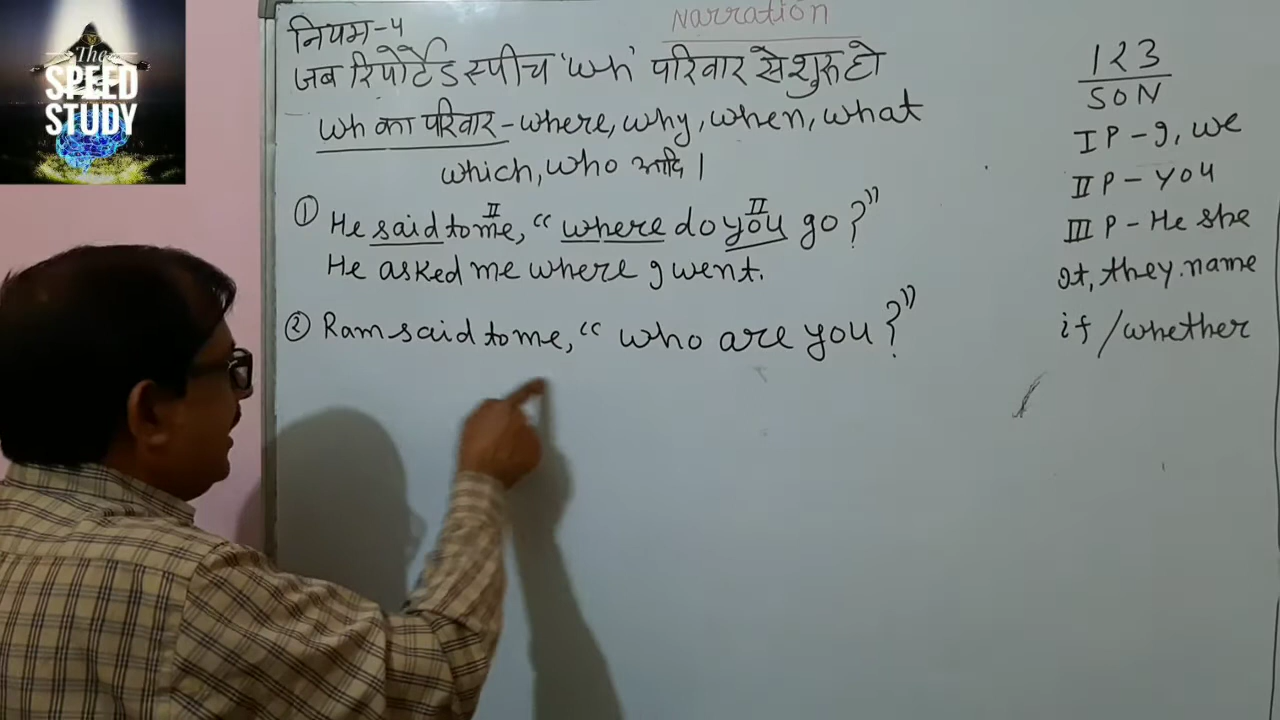 The
SPEED
STUDY
Narration
नियम-4
जब रिपोर्टेड स्पीच 'wh' परिवार से शुरू हो
wh का परिवार - where, why, when, what
which, who आदि।
① He said to me, "where do you go?"
II II
He asked me where I went.
② Ram said to me, "who are you?"
123
SON
I P - I, we
II P - you
III P - He she
It, they. name
if / whether